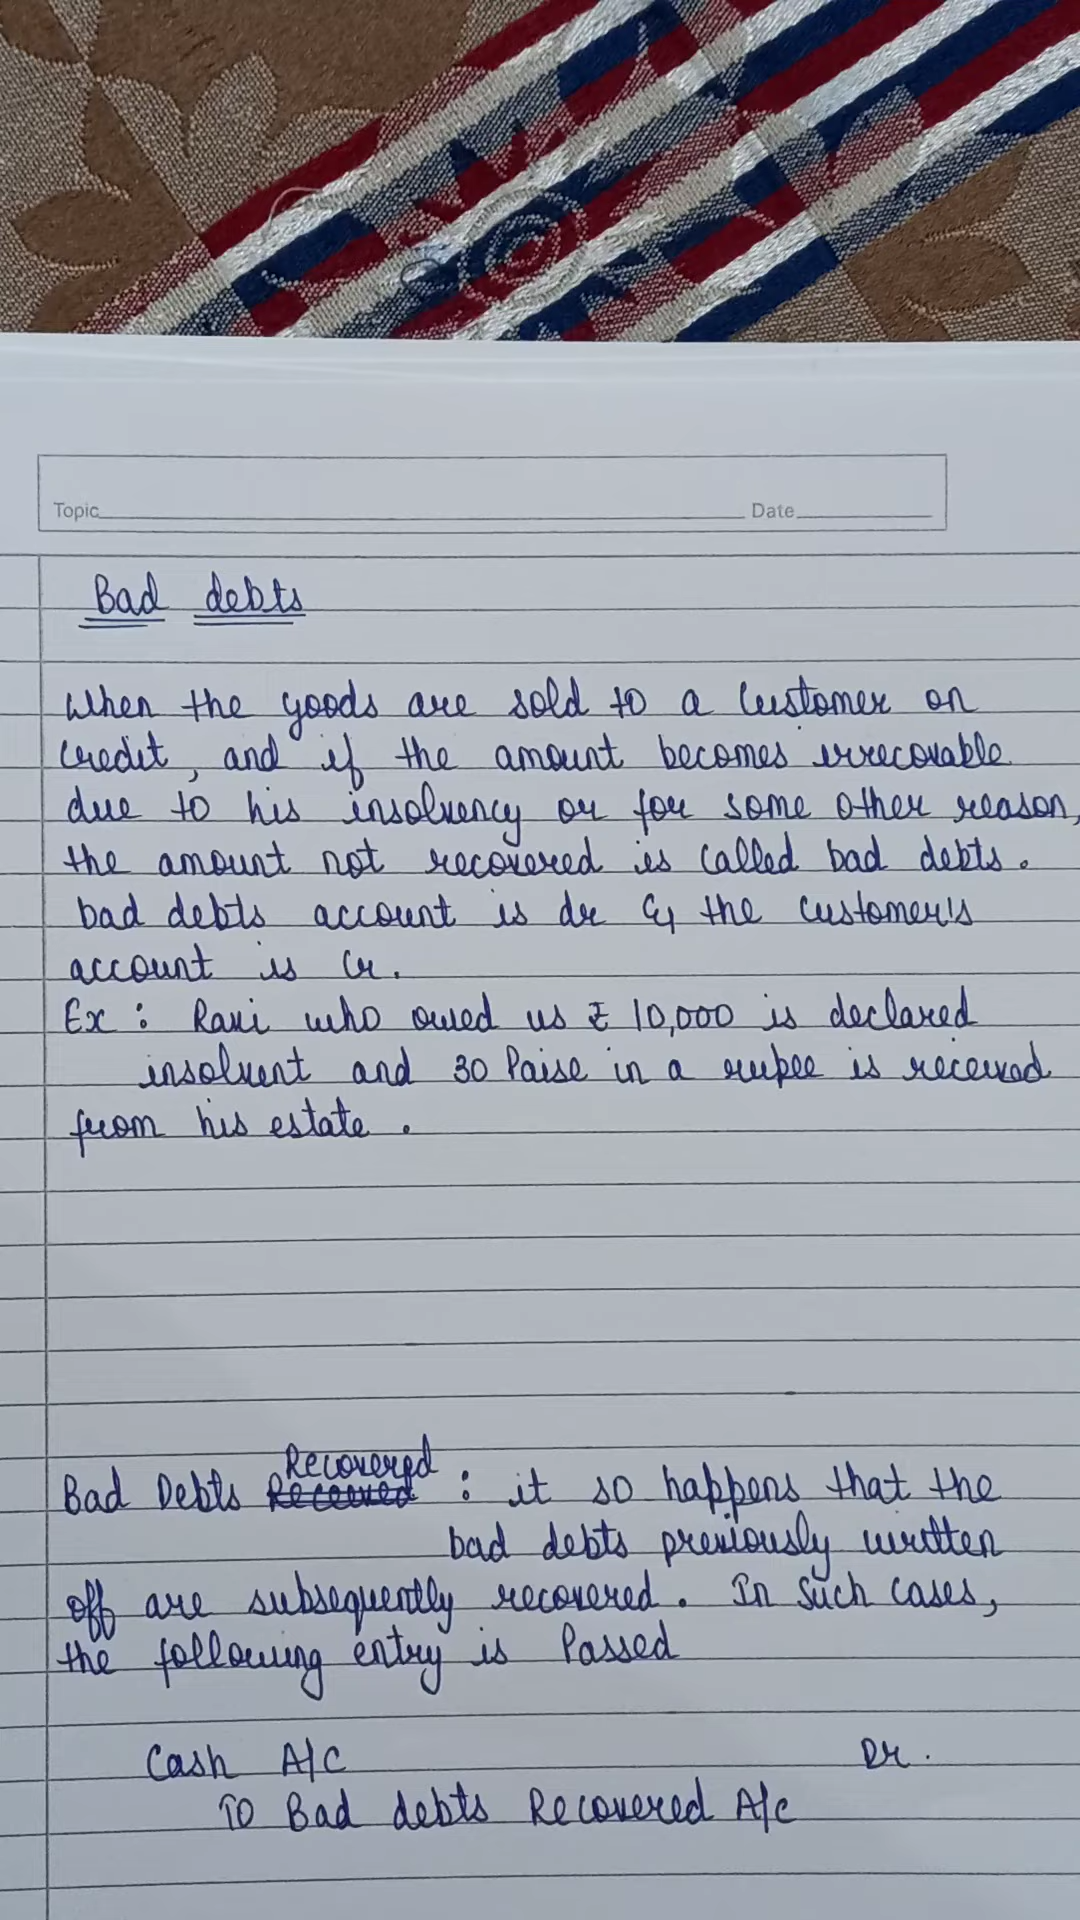 Topic Date
Bad debts
When the goods are sold to a Customer on
credit, and if the amount becomes irrecovable
due to his insolvency or for some other reason,
the amount not recovered is called bad debts.
bad debts account is dr & the customer's
account is Cr.
Ex : Ravi who owed us ₹ 10,000 is declared
insolvent and 30 Paise in a rupee is received
from his estate.
Recovered
Bad Debts Received : it so happens that the
bad debts previously written
off are subsequently recovered. In such cases,
the following entry is Passed
Cash A/C Dr.
To Bad debts Recovered A/c